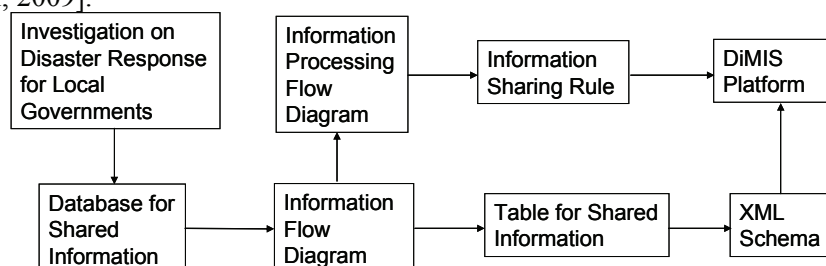 2009].
Investigation on
Disaster Response
for Local
Governments
Information
Processing
Flow
Diagram
Information
Sharing Rule
DiMIS
Platform
Database for
Shared
Information
Information
Flow
Diagram
Table for Shared
Information
XML
Schema